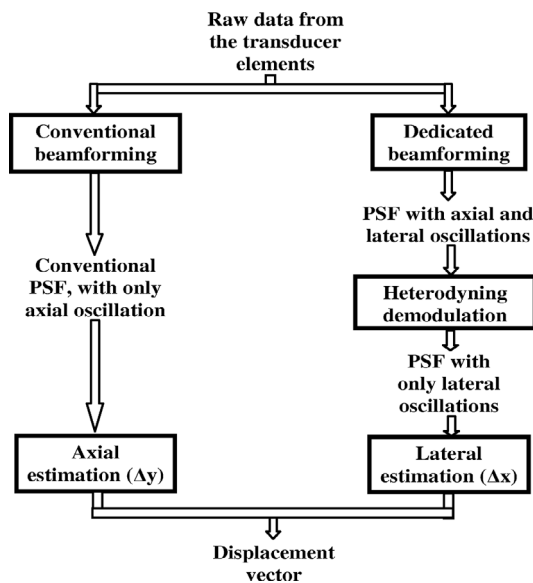 Raw data from
the transducer
elements
Conventional
beamforming
Dedicated
beamforming
PSF with axial and
lateral oscillations
Conventional
PSF, with only
axial oscillation
Heterodyning
demodulation
PSF with
only lateral
oscillations
Axial
estimation (Δy)
Lateral
estimation (Δx)
Displacement
vector